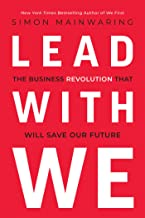 New York Times Bestselling Author of We First
SIMON MAINWARING
LEAD
THE BUSINESS REVOLUTION THAT
WITH
WILL SAVE OUR FUTURE
WE